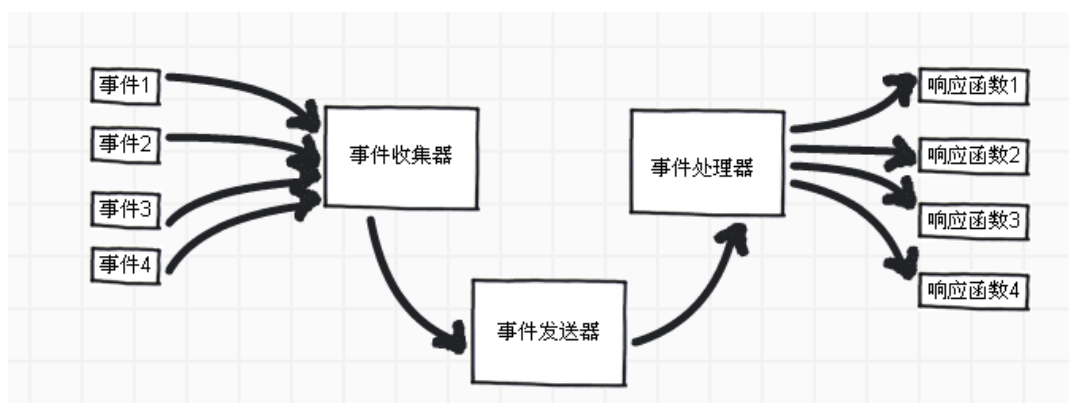 事件1
事件2
事件3
事件4
事件收集器
事件发送器
事件处理器
响应函数1
响应函数2
响应函数3
响应函数4